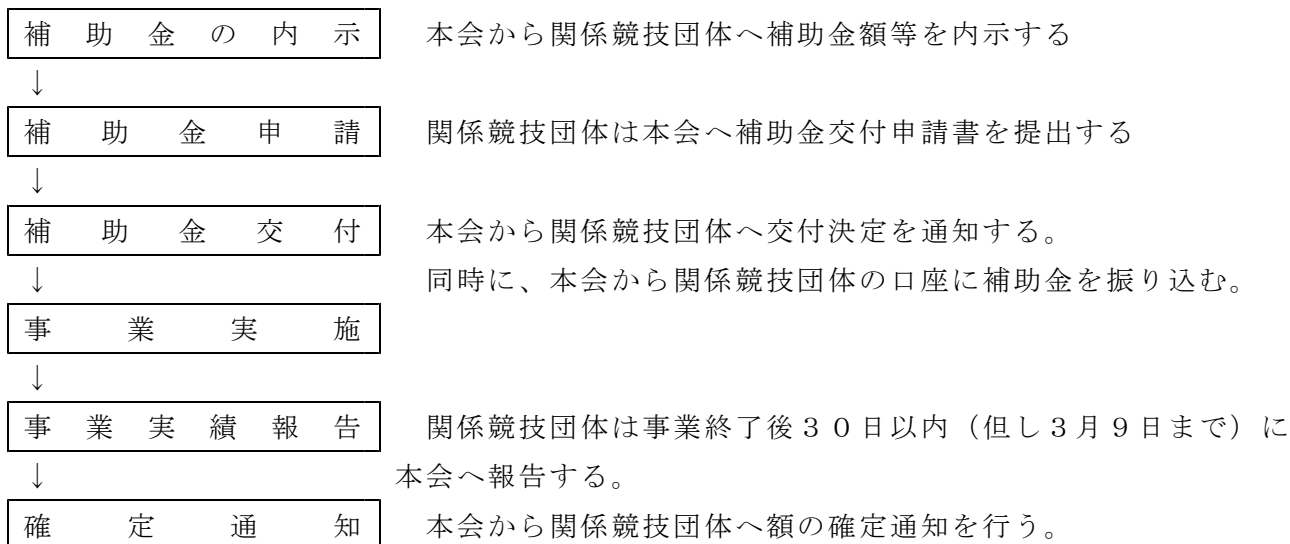 補助金の内示　本会から関係競技団体へ補助金額等を内示する
↓
補助金申請　関係競技団体は本会へ補助金交付申請書を提出する
↓
補助金交付　本会から関係競技団体へ交付決定を通知する。
↓　同時に、本会から関係競技団体の口座に補助金を振り込む。
事業実施
↓
事業実績報告　関係競技団体は事業終了後３０日以内（但し３月９日まで）に
↓　本会へ報告する。
確定通知　本会から関係競技団体へ額の確定通知を行う。